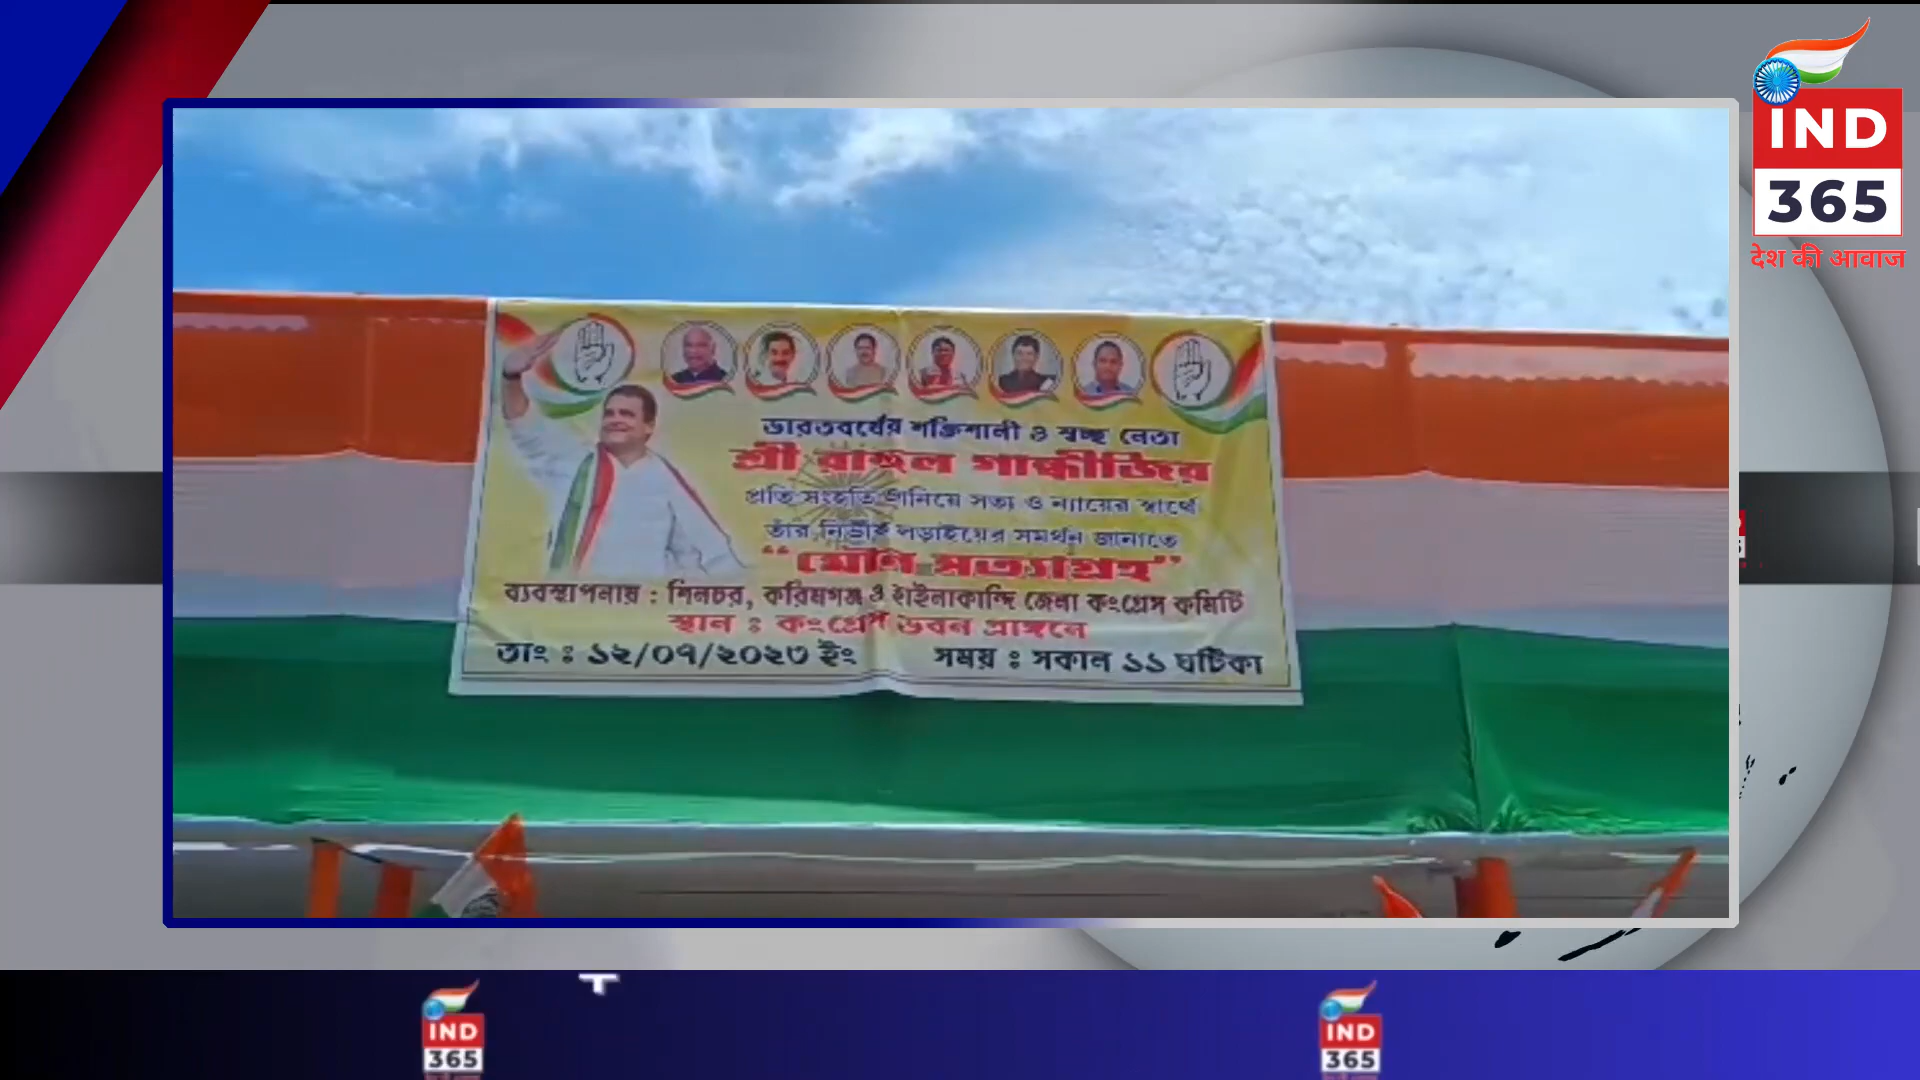 IND
365
देश की आवाज
ভারতবর্ষের শক্তিশালী ও স্বচ্ছ নেতা
শ্রী রাহুল গান্ধীজির
প্রতি সংহতি জানিয়ে সত্য ও ন্যায়ের স্বার্থে
তাঁর নির্ভীক লড়াইয়ের সমর্থন জানাতে
“মৌণ সত্যাগ্রহ”
ব্যবস্থাপনায় : শিলচর, করিমগঞ্জ ও হাইলাকান্দি জেলা কংগ্রেস কমিটি
স্থান : কংগ্রেস ভবন প্রাঙ্গনে
তাং : ১২/০৭/২০২৩ ইং সময় : সকাল ১১ ঘটিকা
IND
365
IND
365